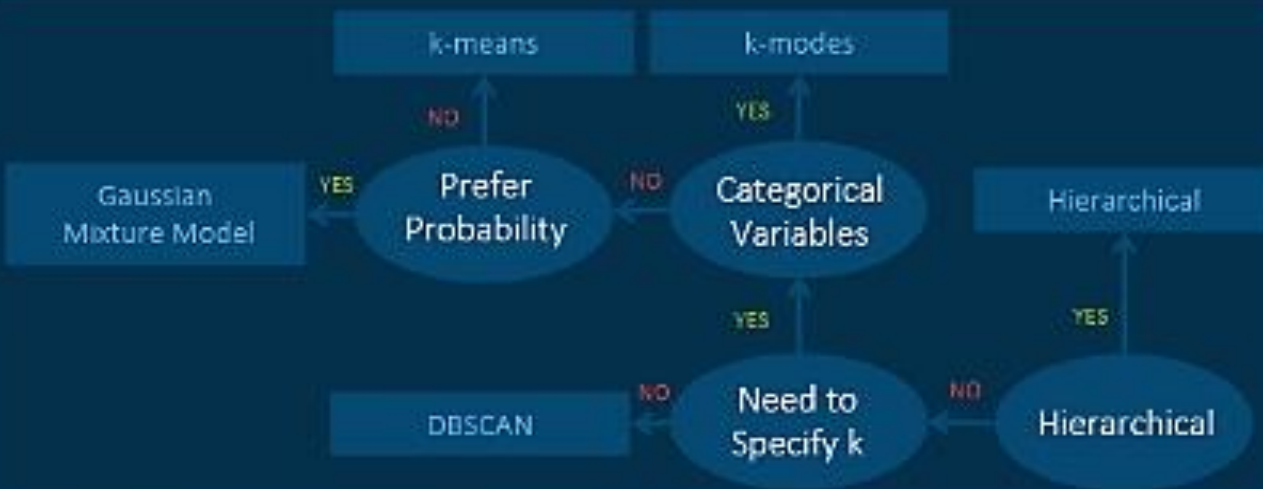 k-means
k-modes
NO
YES
Gaussian
Mixture Model
YES
Prefer
Probability
NO
Categorical
Variables
Hierarchical
YES
YES
DBSCAN
NO
Need to
Specify k
NO
Hierarchical